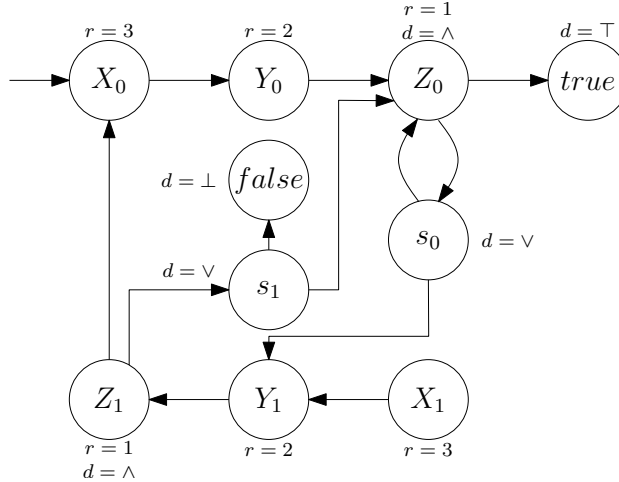 r = 1
r = 3
r = 2
d = ∧
d = ⊤
X₀
Y₀
Z₀
true
d = ⊥
false
s₀
d = ∨
d = ∨
s₁
Z₁
Y₁
X₁
r = 1
r = 2
r = 3
d = ∧